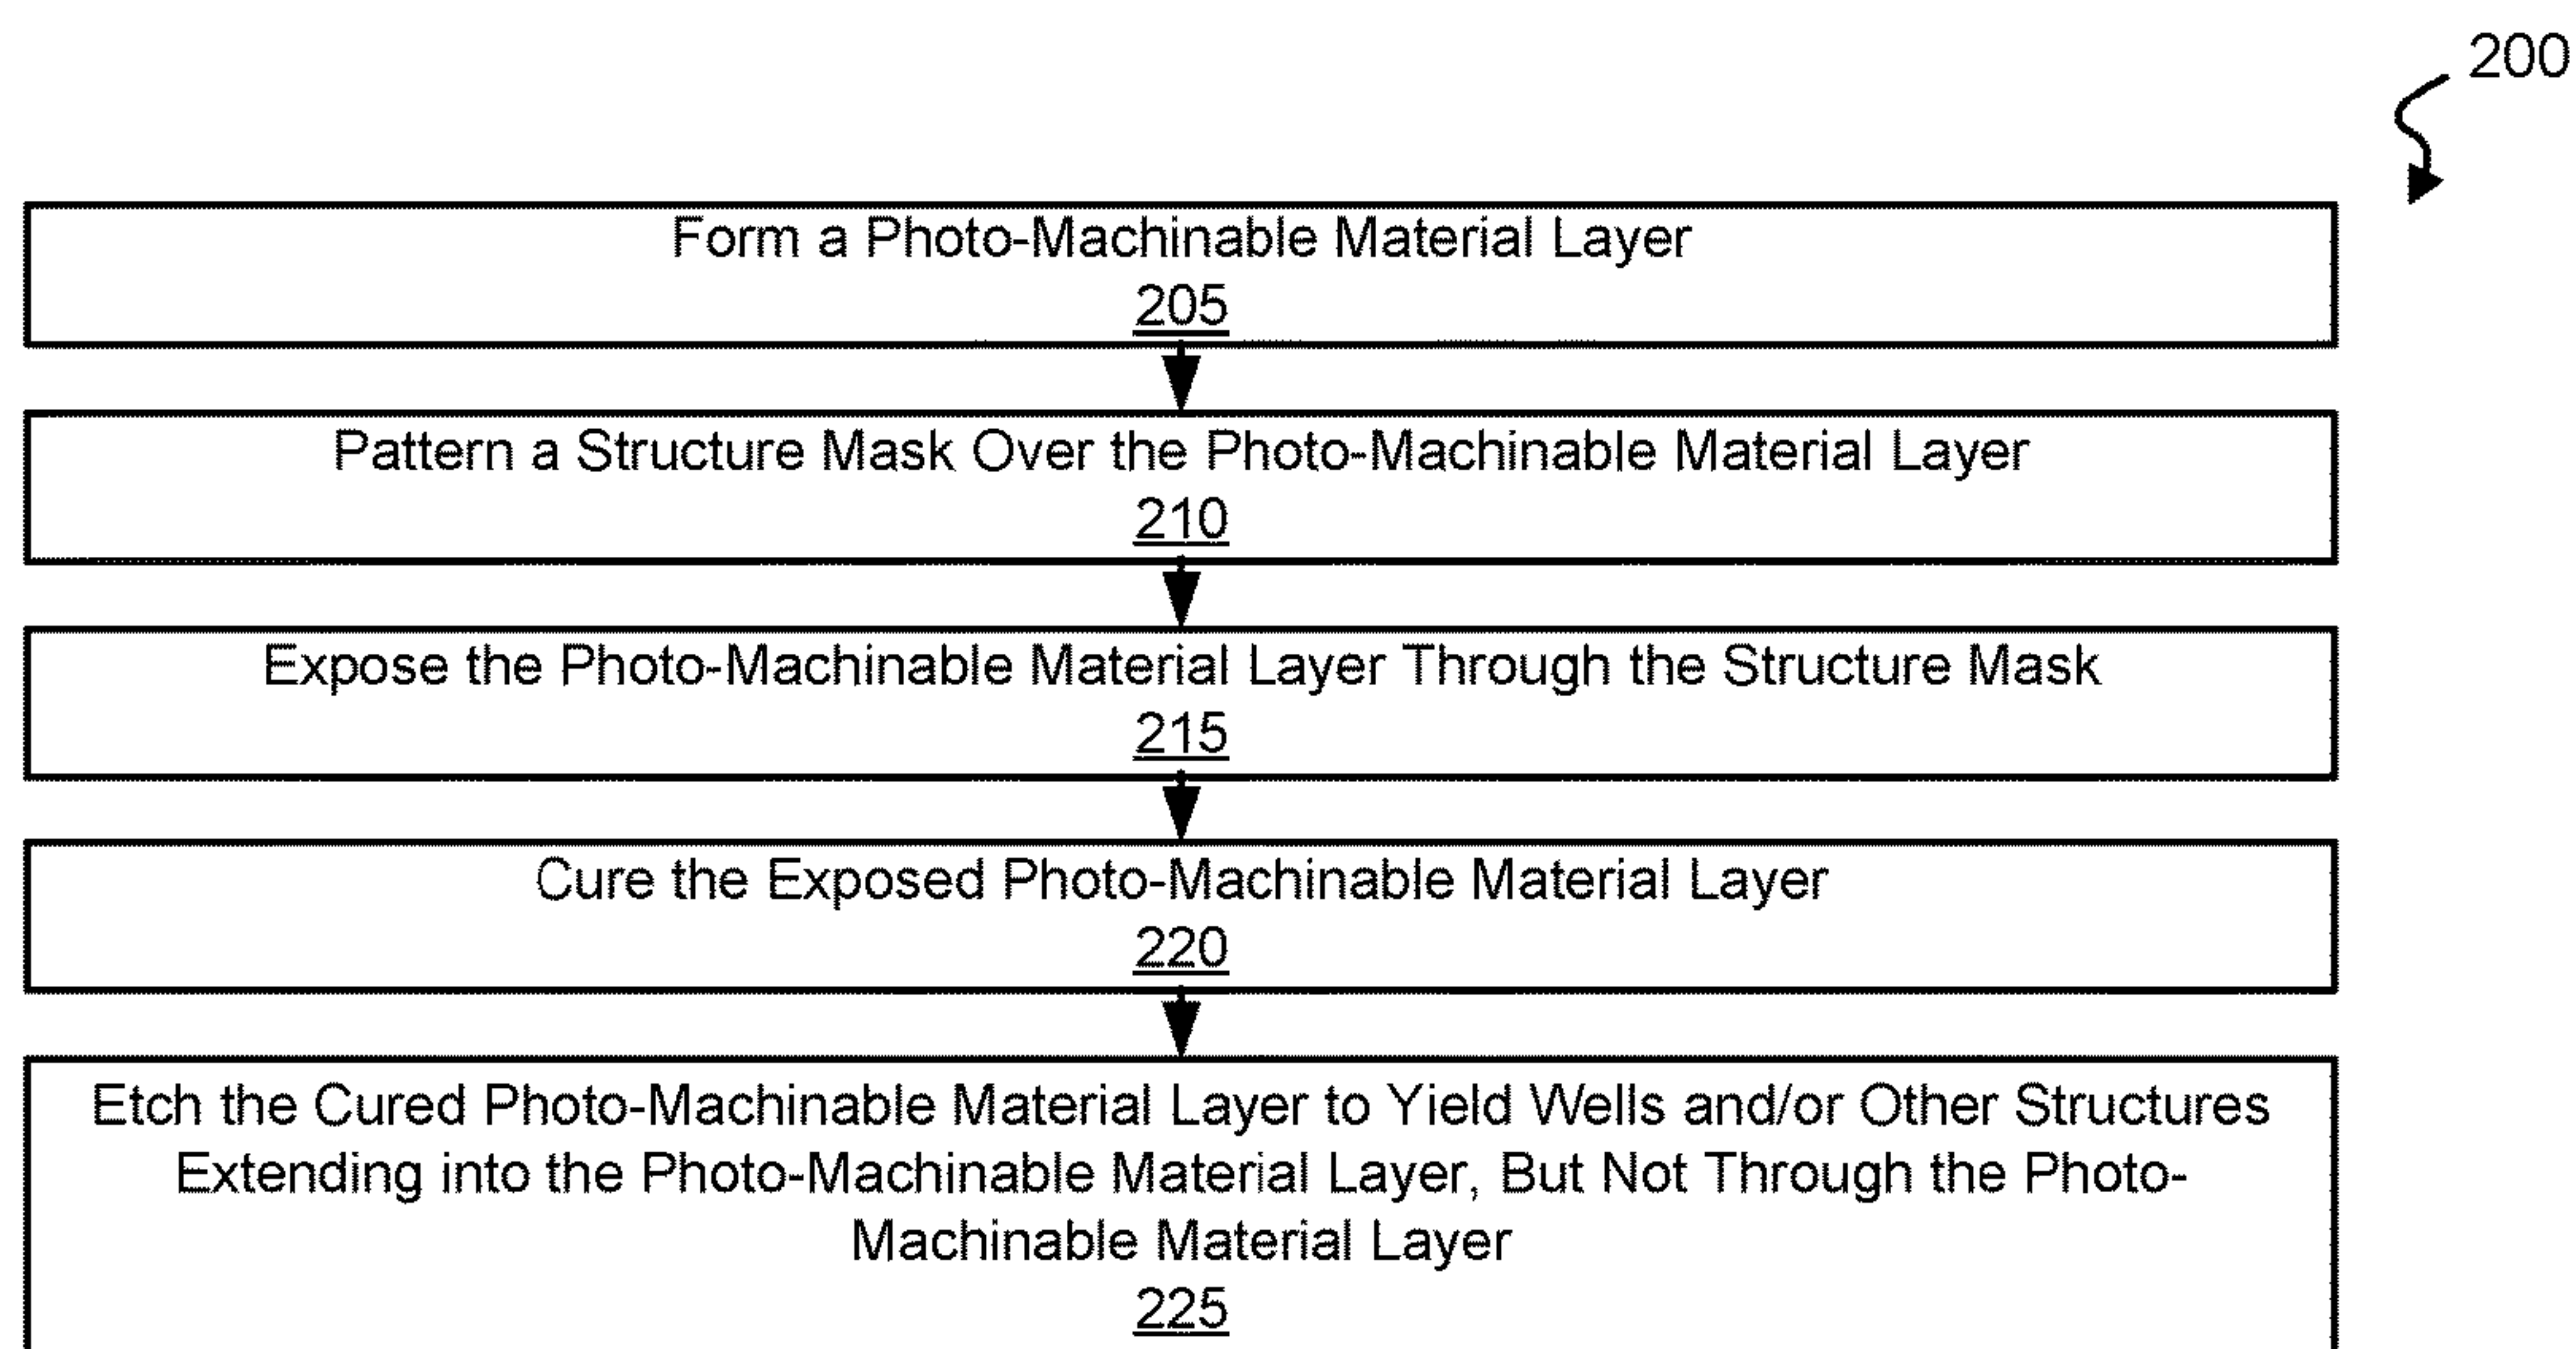 200
Form a Photo-Machinable Material Layer
205
Pattern a Structure Mask Over the Photo-Machinable Material Layer
210
Expose the Photo-Machinable Material Layer Through the Structure Mask
215
Cure the Exposed Photo-Machinable Material Layer
220
Etch the Cured Photo-Machinable Material Layer to Yield Wells and/or Other Structures
Extending into the Photo-Machinable Material Layer, But Not Through the Photo-
Machinable Material Layer
225